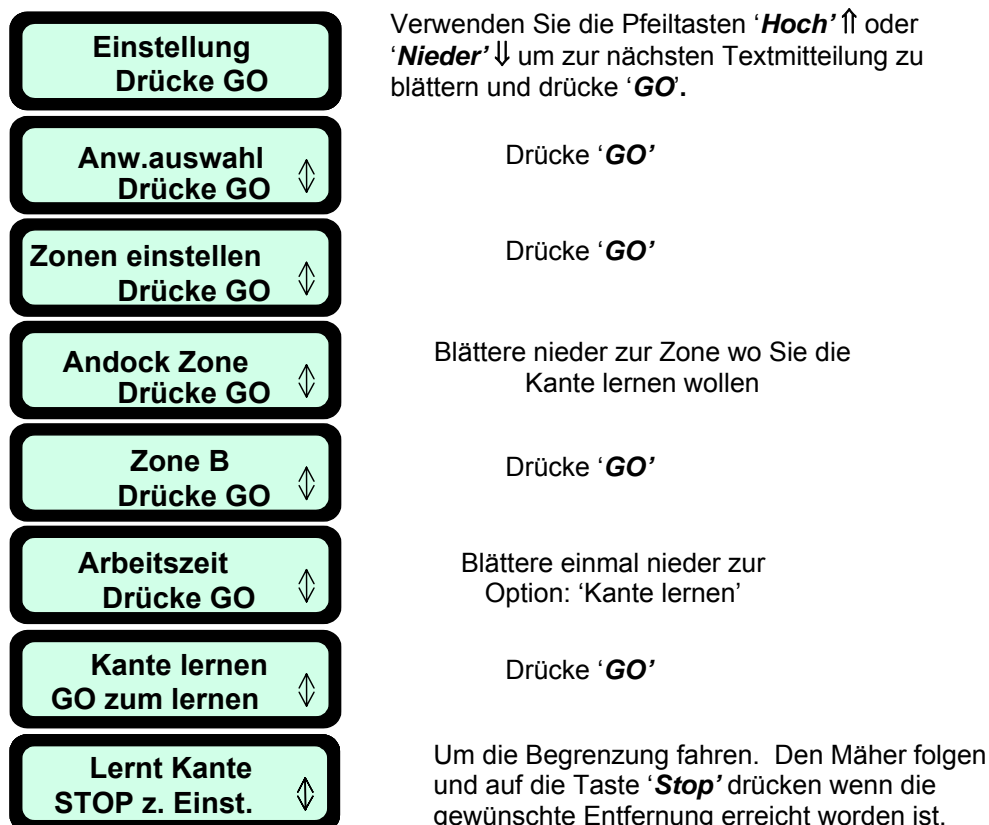 Einstellung
Drücke GO
Verwenden Sie die Pfeiltasten ‘Hoch’ ⇑ oder
‘Nieder’ ⇓ um zur nächsten Textmitteilung zu
blättern und drücke ‘GO’.
Anw.auswahl
Drücke GO
Drücke ‘GO’
Zonen einstellen
Drücke GO
Drücke ‘GO’
Andock Zone
Drücke GO
Blättere nieder zur Zone wo Sie die
Kante lernen wollen
Zone B
Drücke GO
Drücke ‘GO’
Arbeitszeit
Drücke GO
Blättere einmal nieder zur
Option: ‘Kante lernen’
Kante lernen
GO zum lernen
Drücke ‘GO’
Lernt Kante
STOP z. Einst.
Um die Begrenzung fahren. Den Mäher folgen
und auf die Taste ‘Stop’ drücken wenn die
gewünschte Entfernung erreicht worden ist.